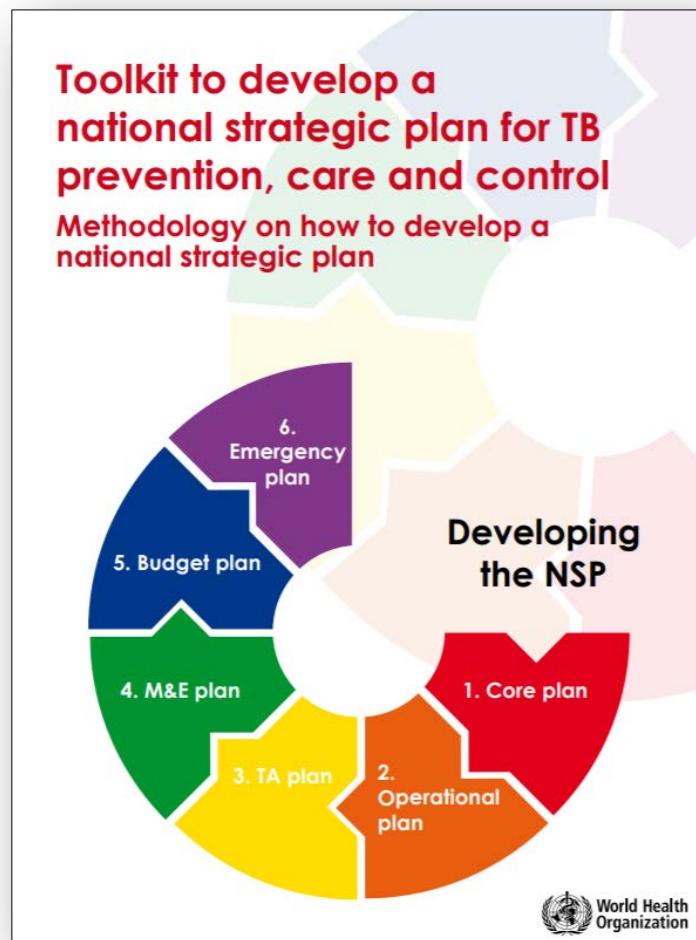 Toolkit to develop a
national strategic plan for TB
prevention, care and control
Methodology on how to develop a
national strategic plan
6.
Emergency
plan
5. Budget plan
Developing
the NSP
4. M&E plan
1. Core plan
3. TA plan
2.
Operational
plan
World Health
Organization